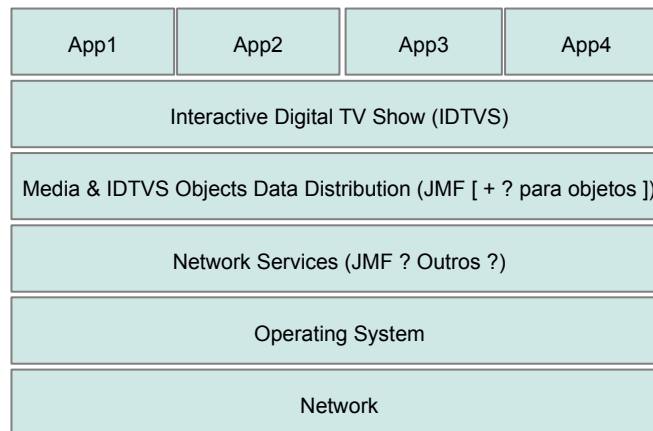 App1
App2
App3
App4
Interactive Digital TV Show (IDTVS)
Media & IDTVS Objects Data Distribution (JMF [ + ? para objetos ])
Network Services (JMF ? Outros ?)
Operating System
Network